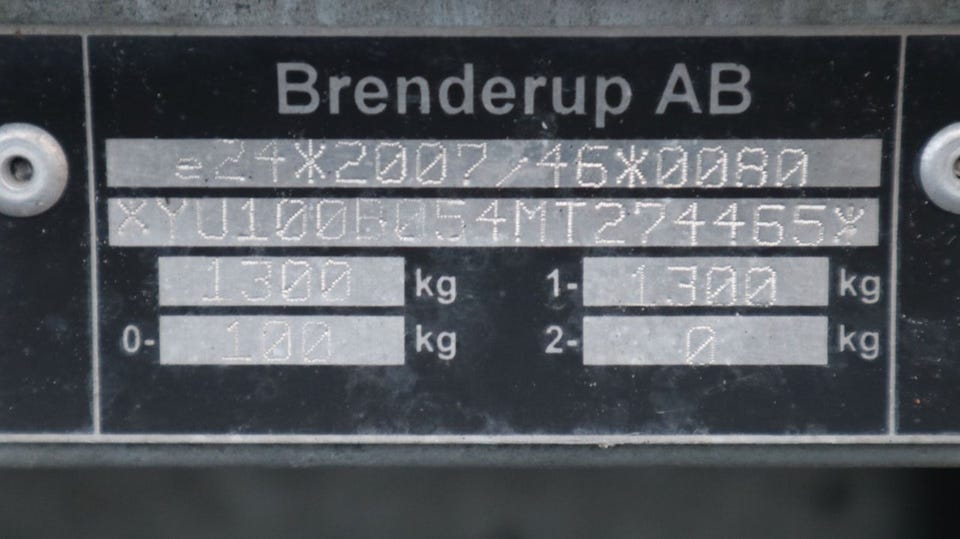 Brenderup AB
e24*2007/46*0080
XYU100B054MT274465*
1300 kg 1- 1300 kg
0- 100 kg 2- 0 kg